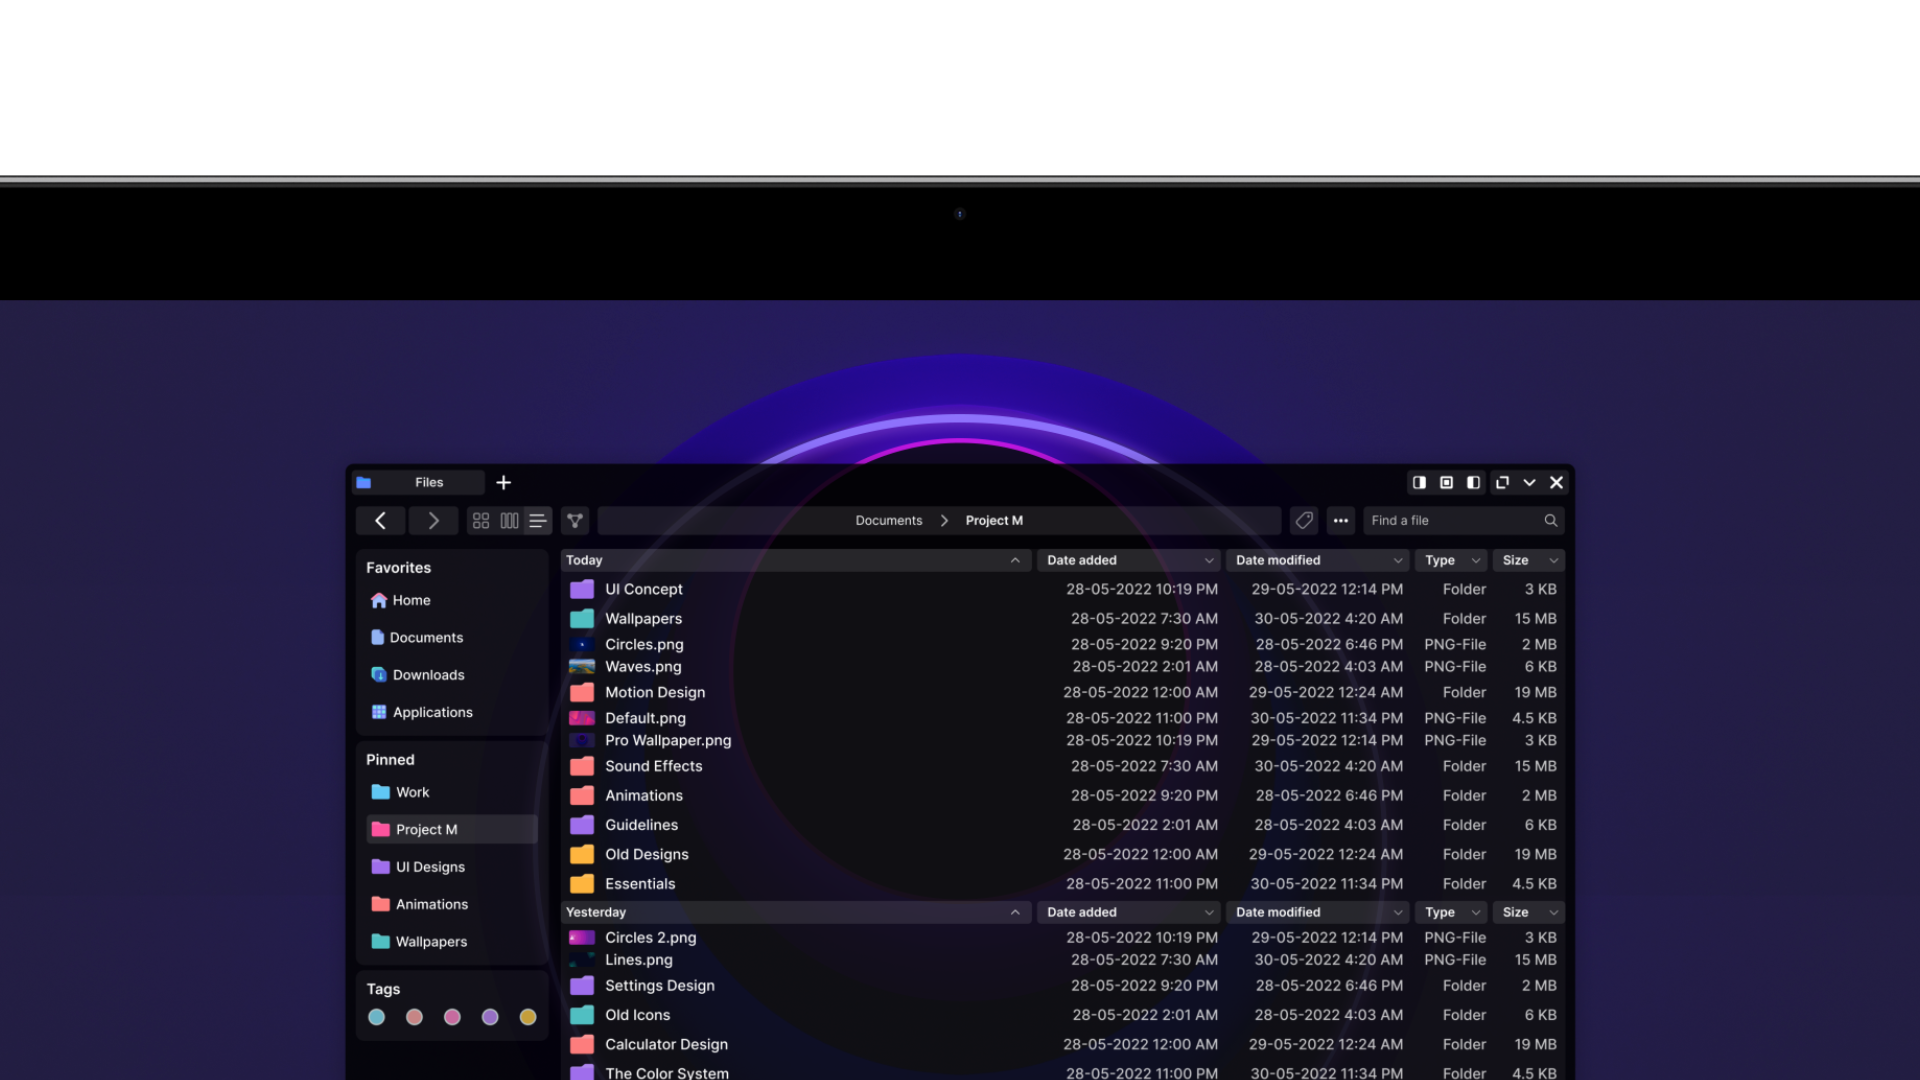 Files
Documents Project M Find a file
Favorites
Home
Documents
Downloads
Applications
Pinned
Work
Project M
UI Designs
Animations
Wallpapers
Tags
Today Date added Date modified Type Size
UI Concept 28-05-2022 10:19 PM 29-05-2022 12:14 PM Folder 3 KB
Wallpapers 28-05-2022 7:30 AM 30-05-2022 4:20 AM Folder 15 MB
Circles.png 28-05-2022 9:20 PM 28-05-2022 6:46 PM PNG-File 2 MB
Waves.png 28-05-2022 2:01 AM 28-05-2022 4:03 AM PNG-File 6 KB
Motion Design 28-05-2022 12:00 AM 29-05-2022 12:24 AM Folder 19 MB
Default.png 28-05-2022 11:00 PM 30-05-2022 11:34 PM PNG-File 4.5 KB
Pro Wallpaper.png 28-05-2022 10:19 PM 29-05-2022 12:14 PM PNG-File 3 KB
Sound Effects 28-05-2022 7:30 AM 30-05-2022 4:20 AM Folder 15 MB
Animations 28-05-2022 9:20 PM 28-05-2022 6:46 PM Folder 2 MB
Guidelines 28-05-2022 2:01 AM 28-05-2022 4:03 AM Folder 6 KB
Old Designs 28-05-2022 12:00 AM 29-05-2022 12:24 AM Folder 19 MB
Essentials 28-05-2022 11:00 PM 30-05-2022 11:34 PM Folder 4.5 KB
Yesterday Date added Date modified Type Size
Circles 2.png 28-05-2022 10:19 PM 29-05-2022 12:14 PM PNG-File 3 KB
Lines.png 28-05-2022 7:30 AM 30-05-2022 4:20 AM PNG-File 15 MB
Settings Design 28-05-2022 9:20 PM 28-05-2022 6:46 PM Folder 2 MB
Old Icons 28-05-2022 2:01 AM 28-05-2022 4:03 AM Folder 6 KB
Calculator Design 28-05-2022 12:00 AM 29-05-2022 12:24 AM Folder 19 MB
The Color System 28-05-2022 11:00 PM 30-05-2022 11:34 PM Folder 4.5 KB